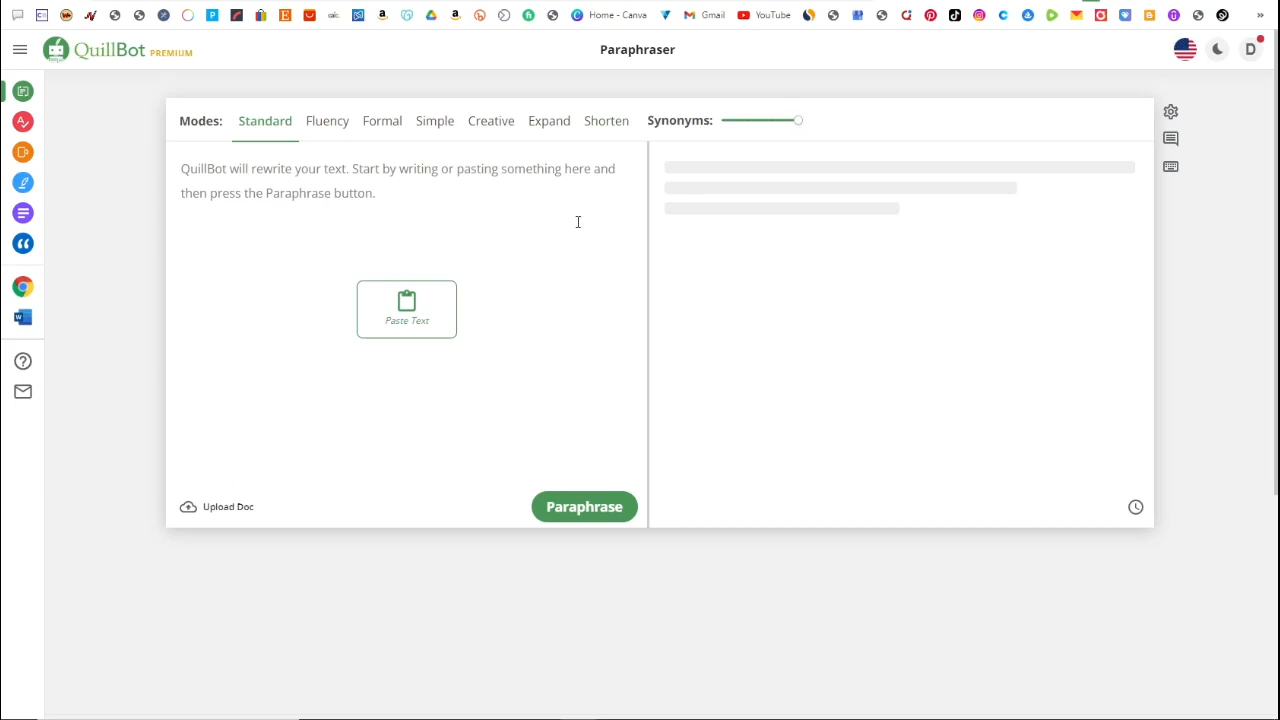 Home - Canva
Gmail
YouTube
»
QuillBot PREMIUM
Paraphraser
D
Modes: Standard Fluency Formal Simple Creative Expand Shorten Synonyms:
QuillBot will rewrite your text. Start by writing or pasting something here and
then press the Paraphrase button.
Paste Text
Upload Doc
Paraphrase